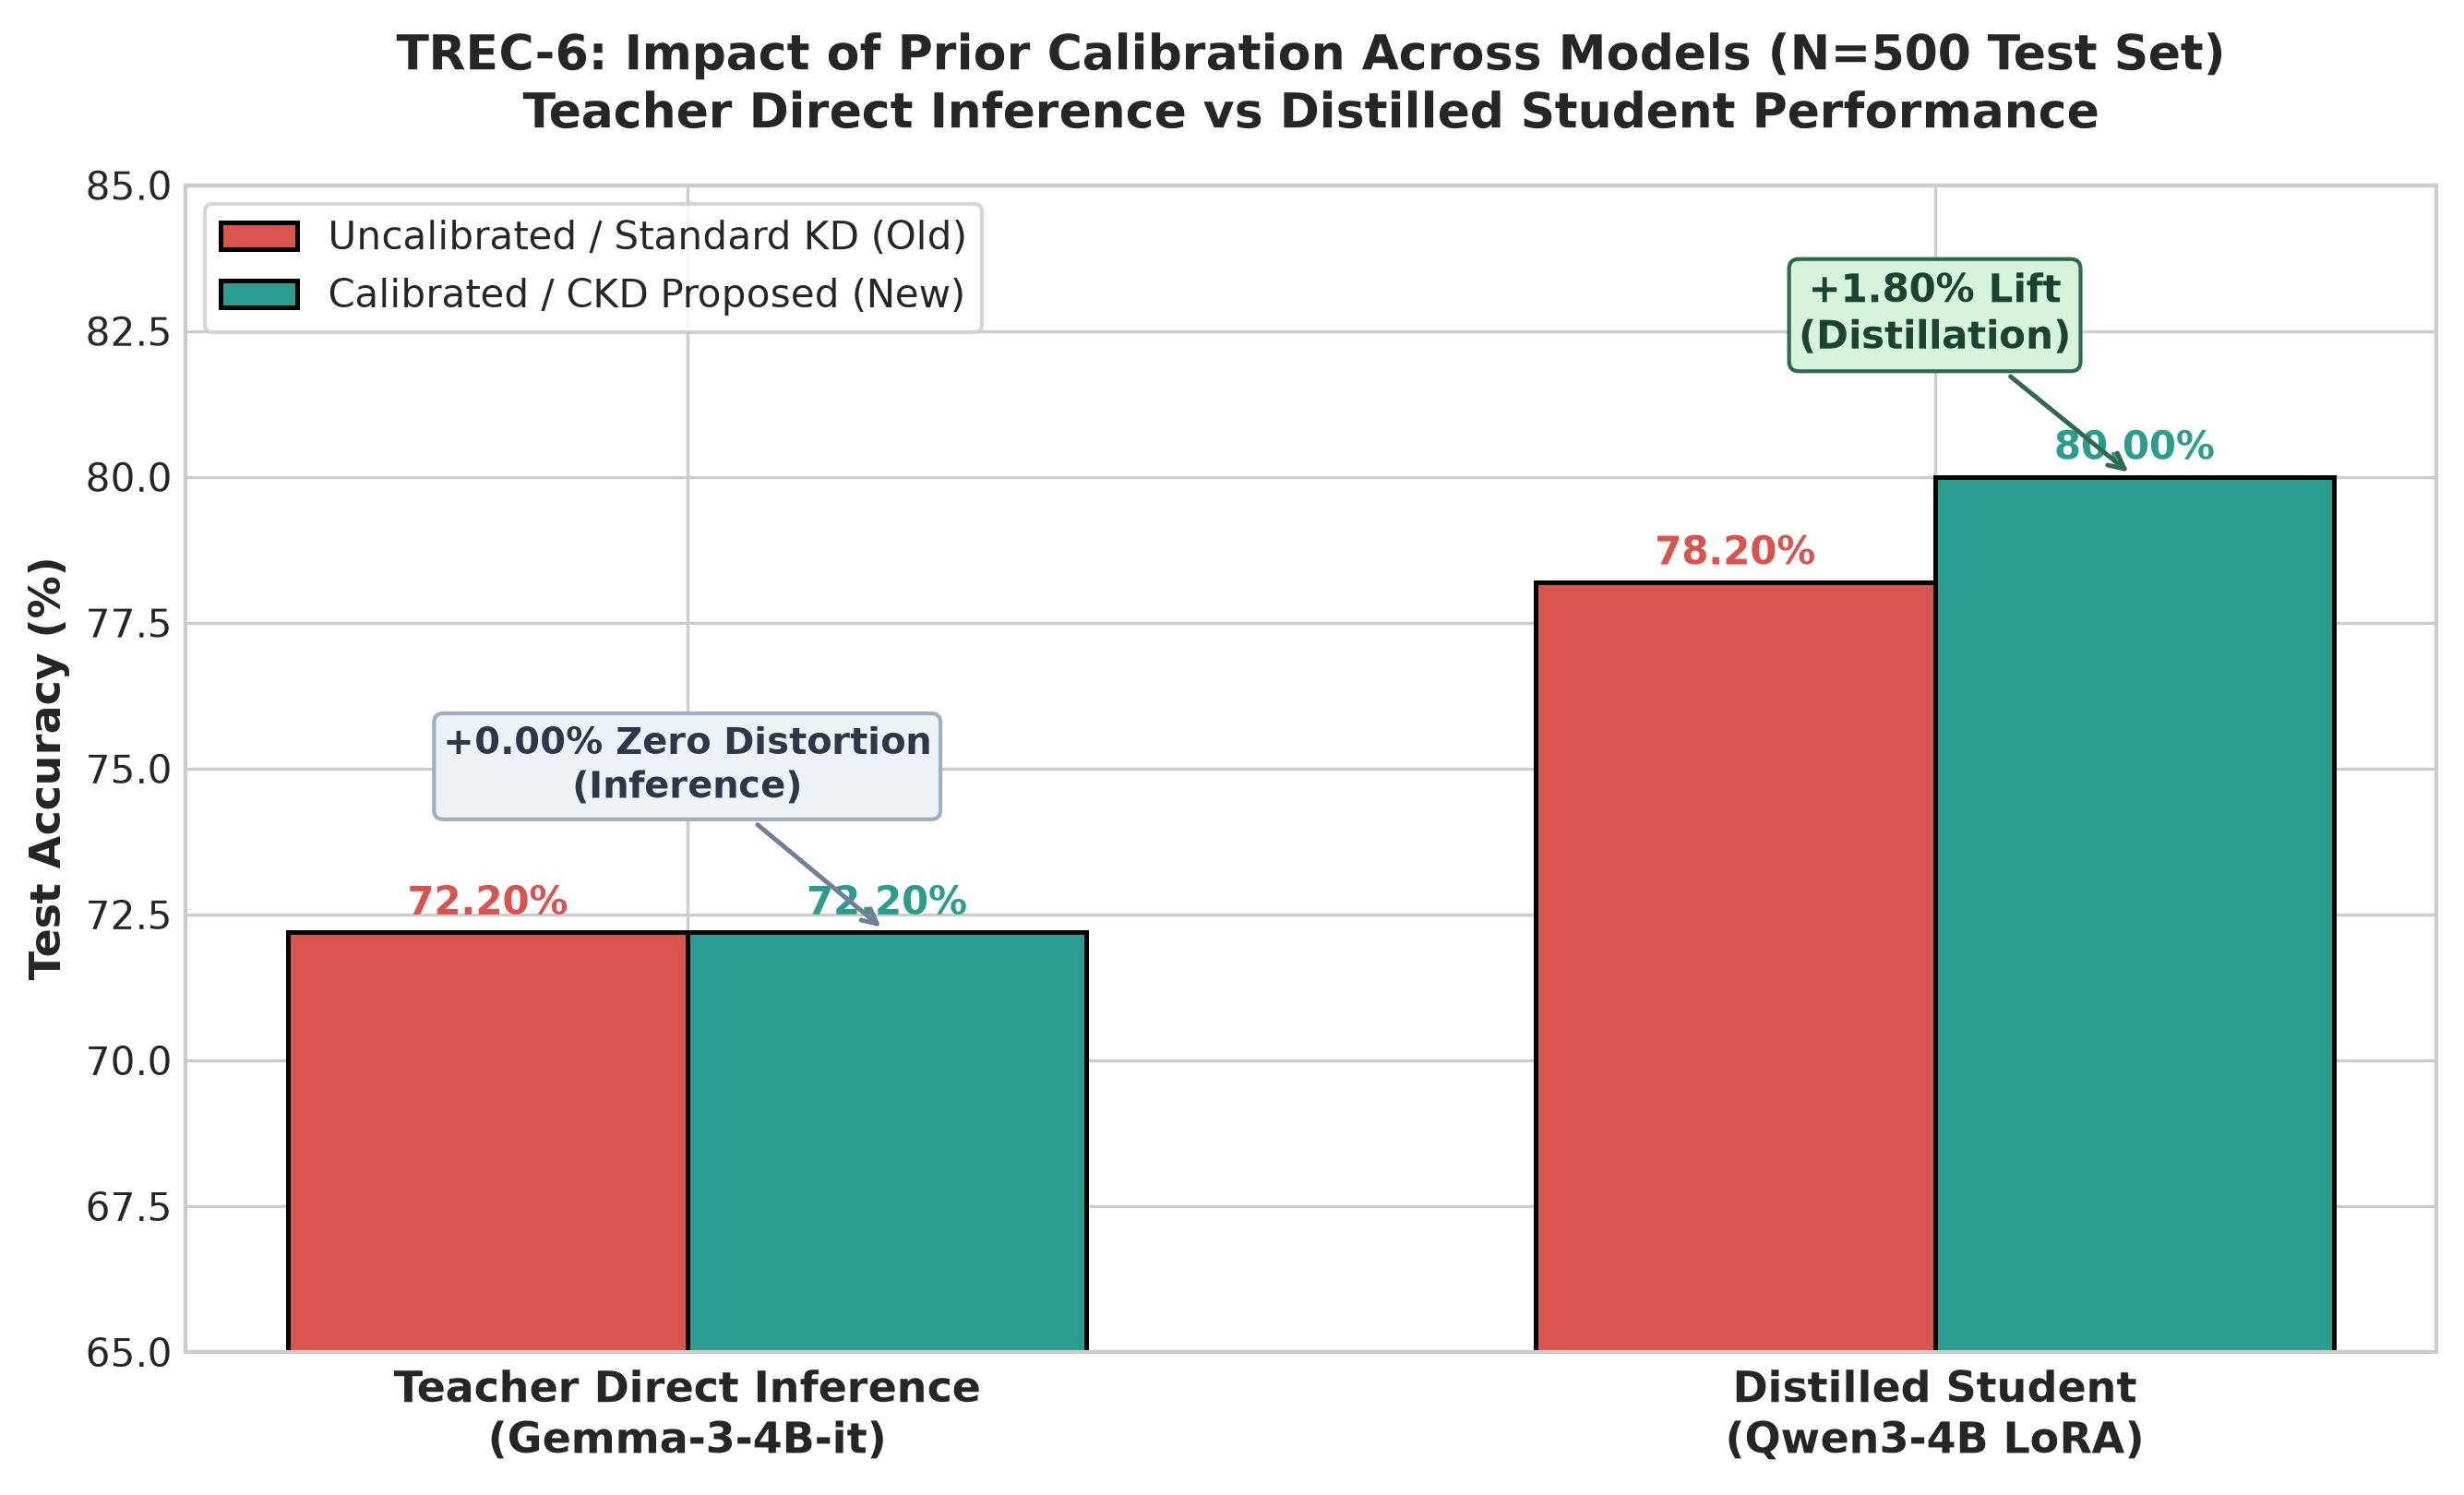 TREC-6: Impact of Prior Calibration Across Models (N=500 Test Set)
Teacher Direct Inference vs Distilled Student Performance
85.0
82.5
80.0
77.5
75.0
72.5
70.0
67.5
65.0
Test Accuracy (%)
Uncalibrated / Standard KD (Old)
Calibrated / CKD Proposed (New)
+1.80% Lift
(Distillation)
80.00%
78.20%
+0.00% Zero Distortion
(Inference)
72.20%
72.20%
Teacher Direct Inference
(Gemma-3-4B-it)
Distilled Student
(Qwen3-4B LoRA)